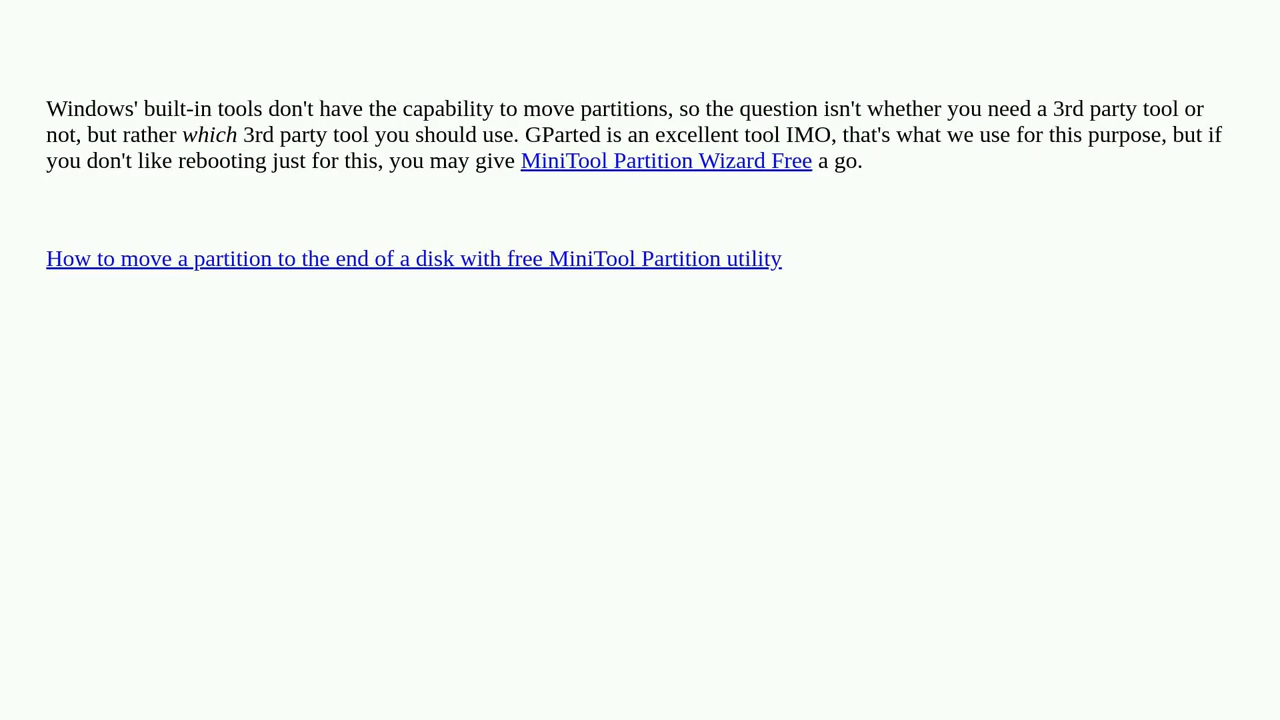 Windows' built-in tools don't have the capability to move partitions, so the question isn't whether you need a 3rd party tool or
not, but rather which 3rd party tool you should use. GParted is an excellent tool IMO, that's what we use for this purpose, but if
you don't like rebooting just for this, you may give MiniTool Partition Wizard Free a go.
How to move a partition to the end of a disk with free MiniTool Partition utility